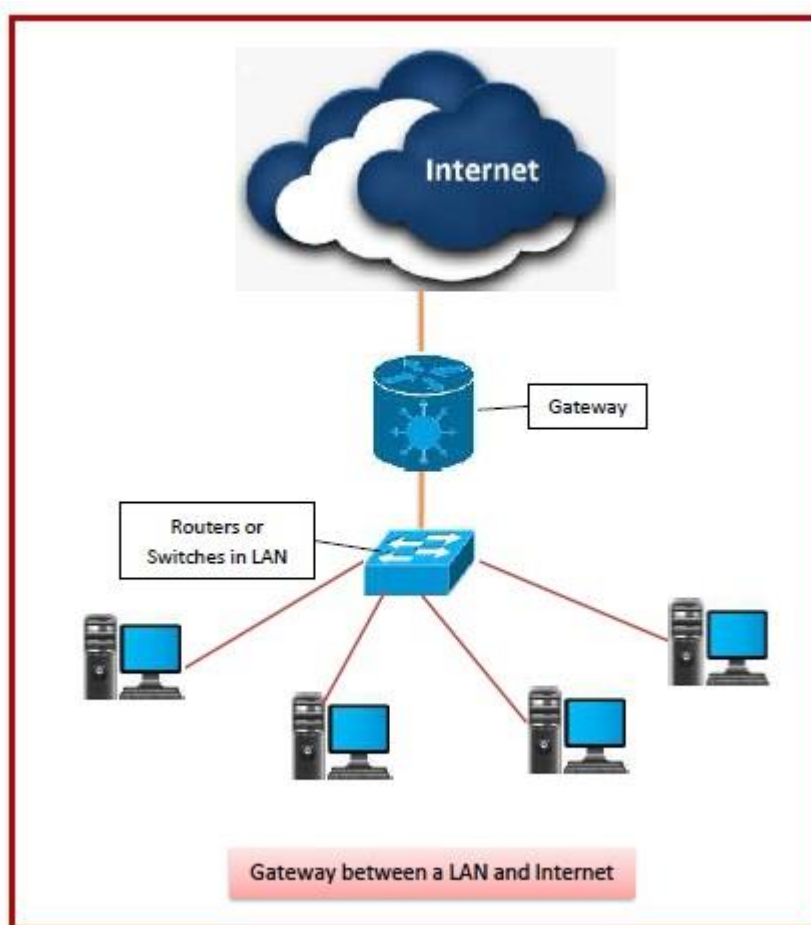 Internet
Gateway
Routers or
Switches in LAN
Gateway between a LAN and Internet